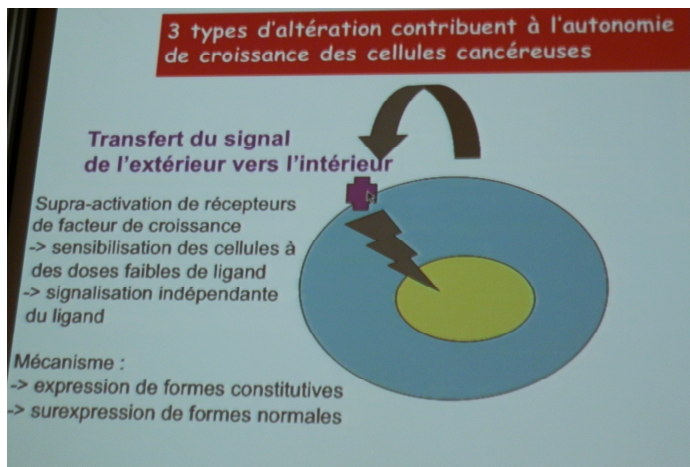 3 types d'altération contribuent à l'autonomie
de croissance des cellules cancéreuses
Transfert du signal
de l'extérieur vers l'intérieur
Supra-activation de récepteurs
de facteur de croissance
-> sensibilisation des cellules à
des doses faibles de ligand
-> signalisation indépendante
du ligand
Mécanisme :
-> expression de formes constitutives
-> surexpression de formes normales